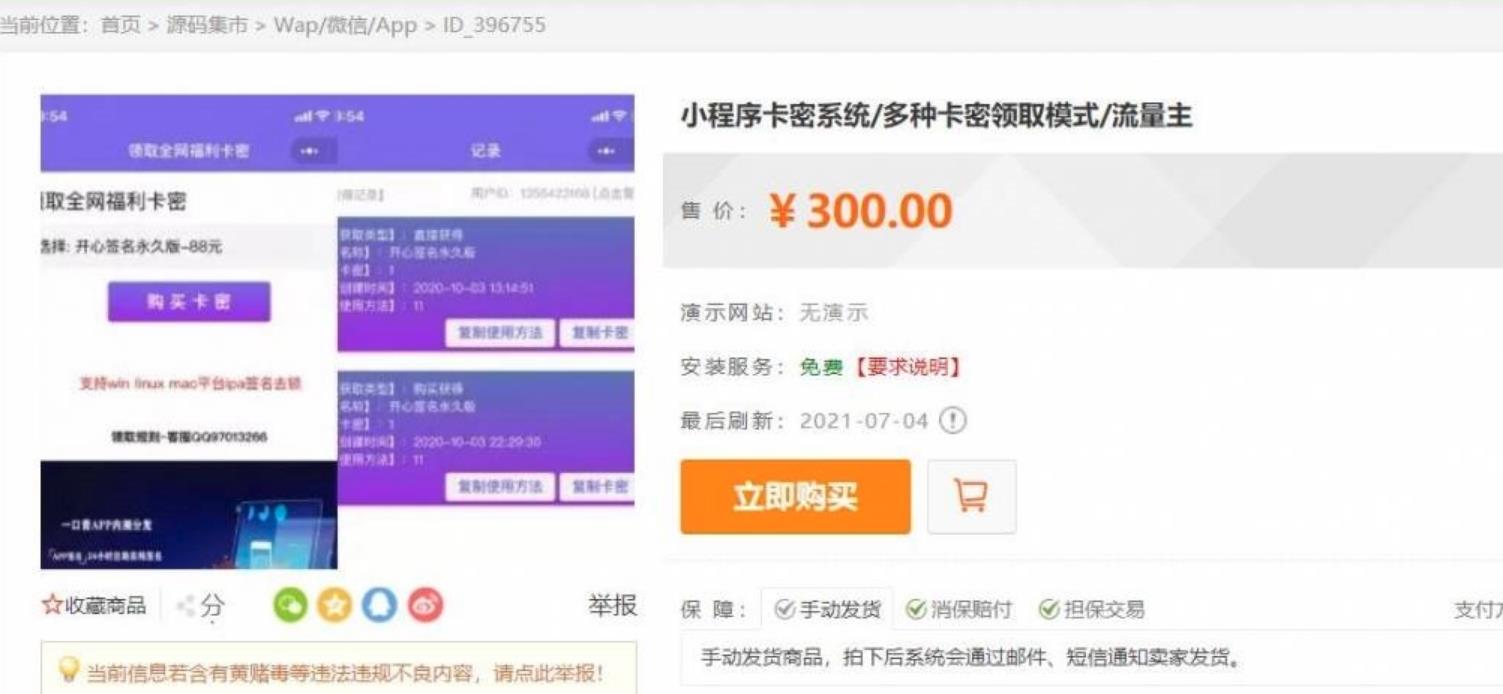 当前位置：首页 > 源码集市 > Wap/微信/App > ID_396755
:54
3:54
领取全网福利卡密
记录
领取全网福利卡密
选择: 开心签名永久版-88元
购买卡密
支持win linux mac平台ipa签名去锁
领取规则-客服QQ97013266
一口青APP内测分发
用户ID: 1355422168 [点击复
获取类型】: 直接获得
名称】: 开心签名永久版
卡密】: 1
创建时间】: 2020-10-03 13:14:51
使用方法】: 11
复制使用方法
复制卡密
获取类型】: 购买获得
名称】: 开心签名永久版
卡密】: 1
创建时间】: 2020-10-03 22:29:30
使用方法】: 11
复制使用方法
复制卡密
☆收藏商品
分
举报
当前信息若含有黄赌毒等违法违规不良内容，请点此举报！
小程序卡密系统/多种卡密领取模式/流量主
售 价： ¥ 300.00
演示网站： 无演示
安装服务： 免费【要求说明】
最后刷新： 2021-07-04
立即购买
保 障： 手动发货 消保赔付 担保交易
支付方
手动发货商品，拍下后系统会通过邮件、短信通知卖家发货。